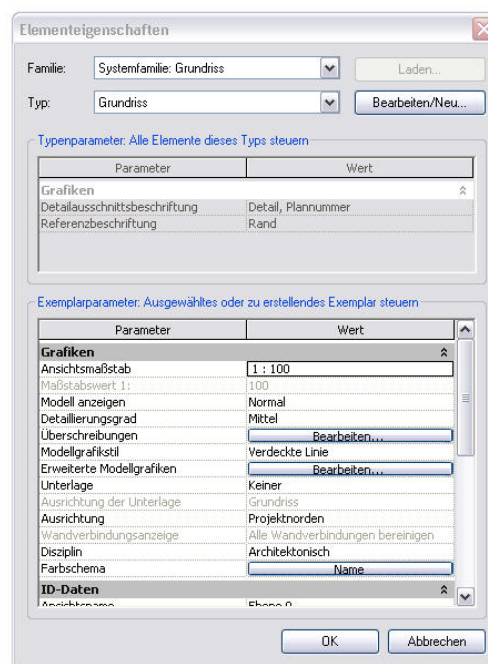 Elementeigenschaften
Familie: Systemfamilie: Grundriss Laden...
Typ: Grundriss Bearbeiten/Neu...
Typenparameter: Alle Elemente dieses Typs steuern
Parameter Wert
Grafiken
Detailausschnittsbeschriftung Detail, Plannummer
Referenzbeschriftung Rand
Exemplarparameter: Ausgewähltes oder zu erstellendes Exemplar steuern
Parameter Wert
Grafiken
Ansichtsmaßstab 1 : 100
Maßstabswert 1: 100
Modell anzeigen Normal
Detaillierungsgrad Mittel
Überschreibungen Bearbeiten...
Modellgrafikstil Verdeckte Linie
Erweiterte Modellgrafiken Bearbeiten...
Unterlage Keiner
Ausrichtung der Unterlage Grundriss
Ausrichtung Projektnorden
Wandverbindungsanzeige Alle Wandverbindungen bereinigen
Disziplin Architektonisch
Farbschema Name
ID-Daten
Ansichtsname Ebene 0
OK Abbrechen